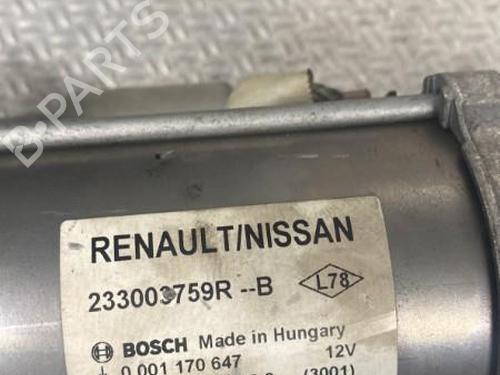 B-PARTS
RENAULT/NISSAN
233003759R --B L78
BOSCH Made in Hungary
0 001 170 647 12V
(3001)